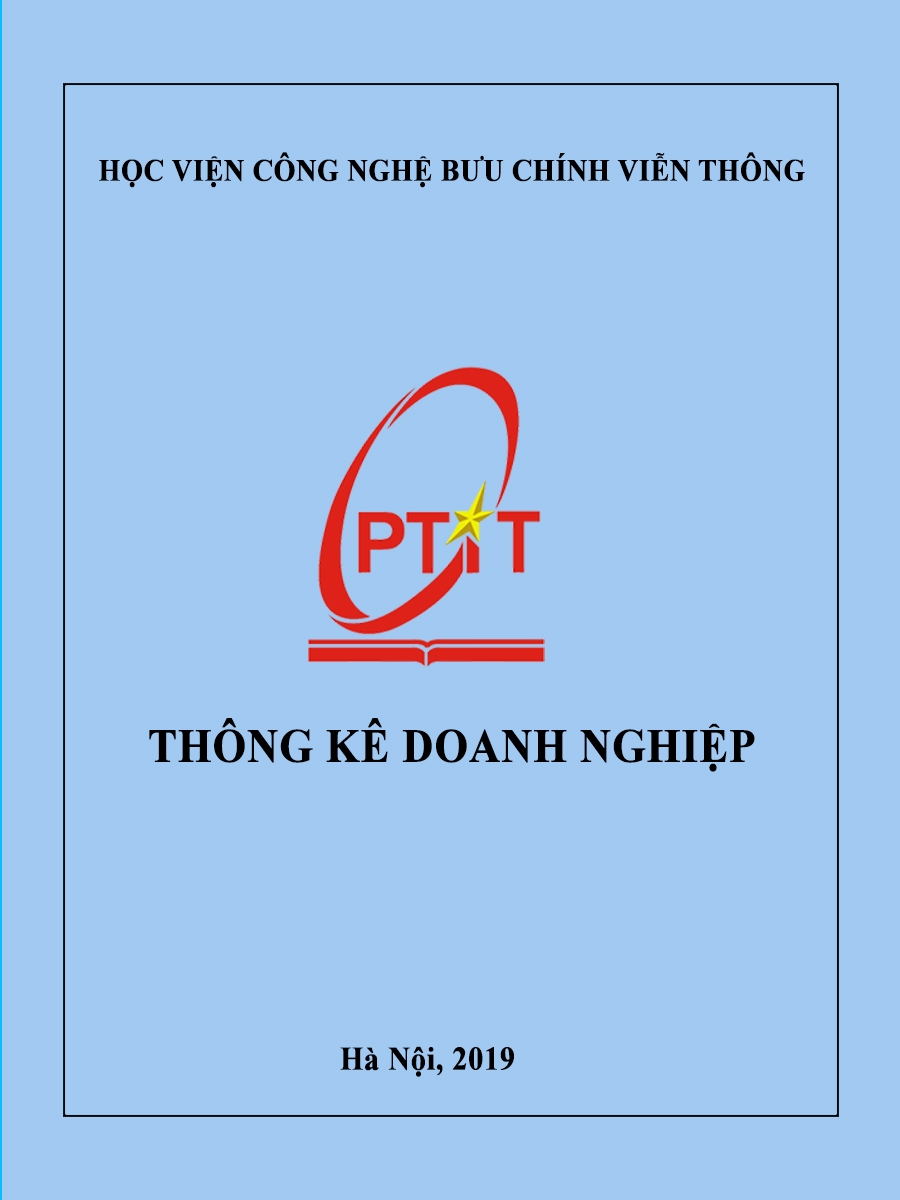 HỌC VIỆN CÔNG NGHỆ BƯU CHÍNH VIỄN THÔNG
PTIT
THÔNG KÊ DOANH NGHIỆP
Hà Nội, 2019